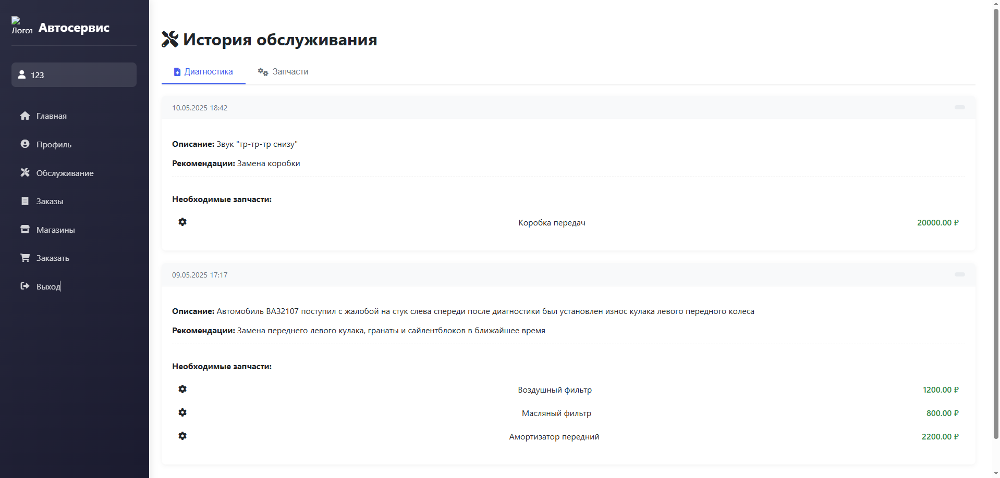 Логот
Автосервис
123
Главная
Профиль
Обслуживание
Заказы
Магазины
Заказать
Выход
История обслуживания
Диагностика
Запчасти
10.05.2025 18:42
Описание: Звук "тр-тр-тр снизу"
Рекомендации: Замена коробки
Необходимые запчасти:
Коробка передач 20000.00 ₽
09.05.2025 17:17
Описание: Автомобиль ВАЗ2107 поступил с жалобой на стук слева спереди после диагностики был установлен износ кулака левого передного колеса
Рекомендации: Замена переднего левого кулака, гранаты и сайлентблоков в ближайшее время
Необходимые запчасти:
Воздушный фильтр 1200.00 ₽
Масляный фильтр 800.00 ₽
Амортизатор передний 2200.00 ₽